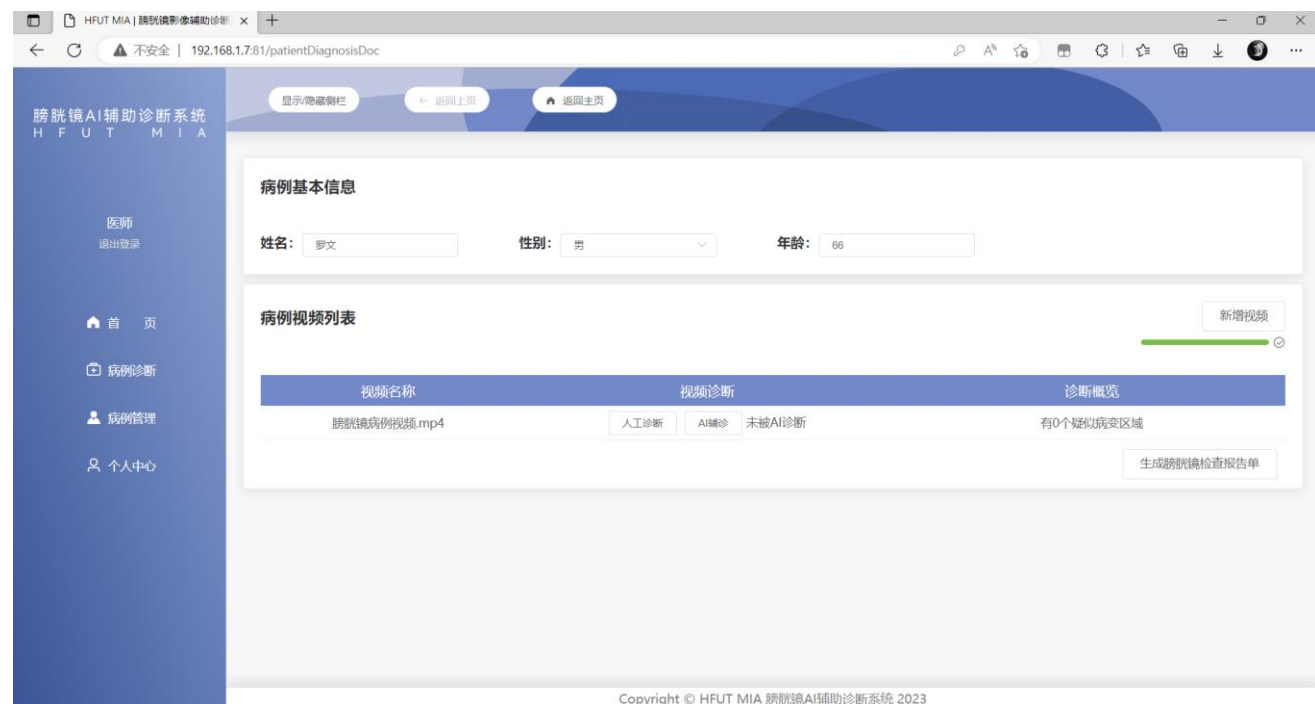 HFUT MIA | 膀胱镜影像辅助诊断
不安全 | 192.168.1.7:81/patientDiagnosisDoc
膀胱镜AI辅助诊断系统
HFUT MIA
显示/隐藏侧栏
返回上页
返回主页
医师
退出登录
首 页
病例诊断
病例管理
个人中心
病例基本信息
姓名: 罗文 性别: 男 年龄: 66
病例视频列表
新增视频
视频名称 视频诊断 诊断概览
膀胱镜病例视频.mp4 人工诊断 AI辅诊 未被AI诊断 有0个疑似病变区域
生成膀胱镜检查报告单
Copyright © HFUT MIA 膀胱镜AI辅助诊断系统 2023